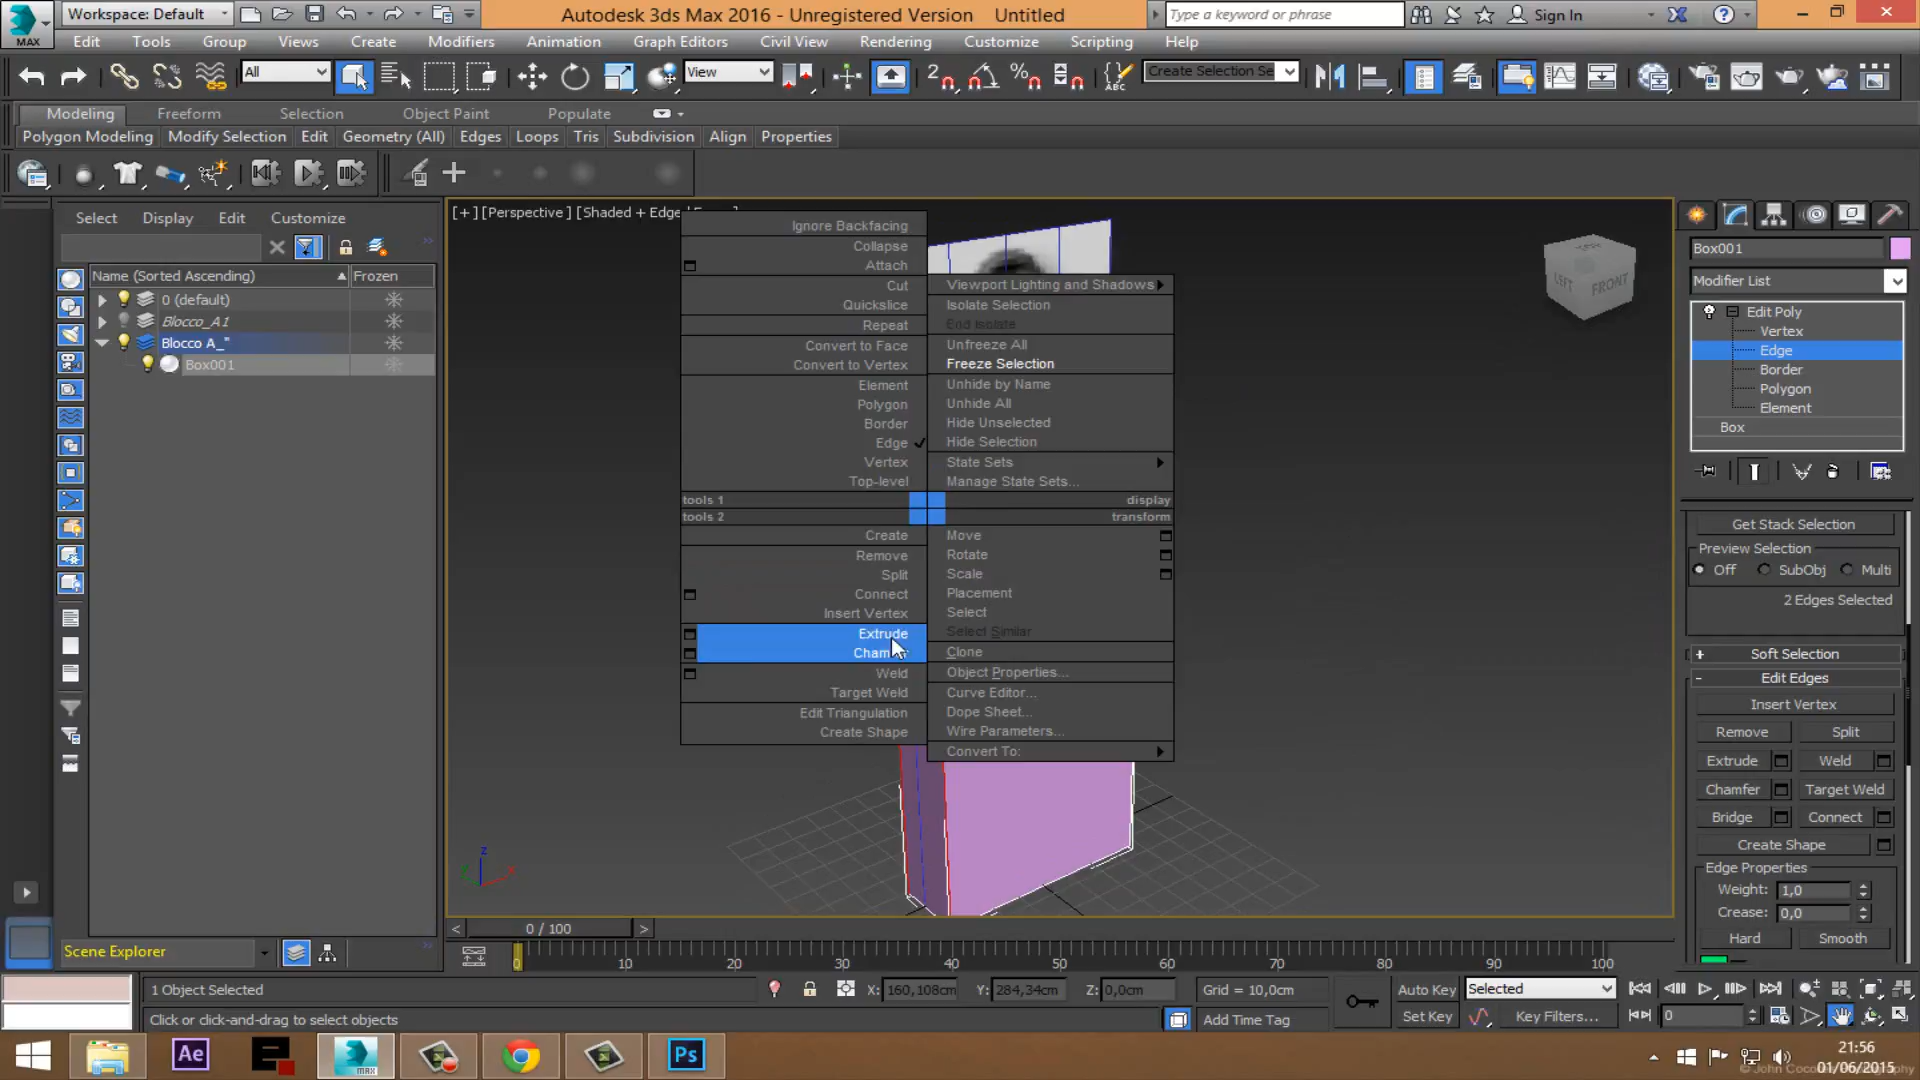 Workspace: Default
Autodesk 3ds Max 2016 - Unregistered Version Untitled
Type a keyword or phrase
Sign In
MAX
Edit Tools Group Views Create Modifiers Animation Graph Editors Civil View Rendering Customize Scripting Help
All
View
Create Selection Se
Modeling Freeform Selection Object Paint Populate
Polygon Modeling Modify Selection Edit Geometry (All) Edges Loops Tris Subdivision Align Properties
Select Display Edit Customize
Name (Sorted Ascending) Frozen
0 (default)
Blocco_A1
Blocco A_"
Box001
Scene Explorer
[+] [Perspective] [Shaded + Edge
Ignore Backfacing
Collapse
Attach
Cut
Quickslice
Repeat
Convert to Face
Convert to Vertex
Element
Polygon
Border
Edge
Vertex
Top-level
tools 1
tools 2
Create
Remove
Split
Connect
Insert Vertex
Extrude
Weld
Target Weld
Edit Triangulation
Create Shape
Viewport Lighting and Shadows
Isolate Selection
End Isolate
Unfreeze All
Freeze Selection
Unhide by Name
Unhide All
Hide Unselected
Hide Selection
State Sets
Manage State Sets...
display
transform
Move
Rotate
Scale
Placement
Select
Select Similar
Clone
Object Properties...
Curve Editor...
Dope Sheet...
Wire Parameters...
Convert To:
LEFT FRONT
z
x
Box001
Modifier List
Edit Poly
Vertex
Edge
Border
Polygon
Element
Box
Get Stack Selection
Preview Selection
Off SubObj Multi
2 Edges Selected
+ Soft Selection
- Edit Edges
Insert Vertex
Remove Split
Extrude Weld
Chamfer Target Weld
Bridge Connect
Create Shape
Edge Properties
Weight: 1,0
Crease: 0,0
Hard Smooth
< 0 / 100 >
0 10 20 30 40 50 60 70 80 90 100
1 Object Selected
X: 160,108cm Y: 284,34cm Z: 0,0cm Grid = 10,0cm
Auto Key Selected
Click or click-and-drag to select objects
Add Time Tag
Set Key Key Filters...
0
Ae
MAX
Ps
21:56
01/06/2015